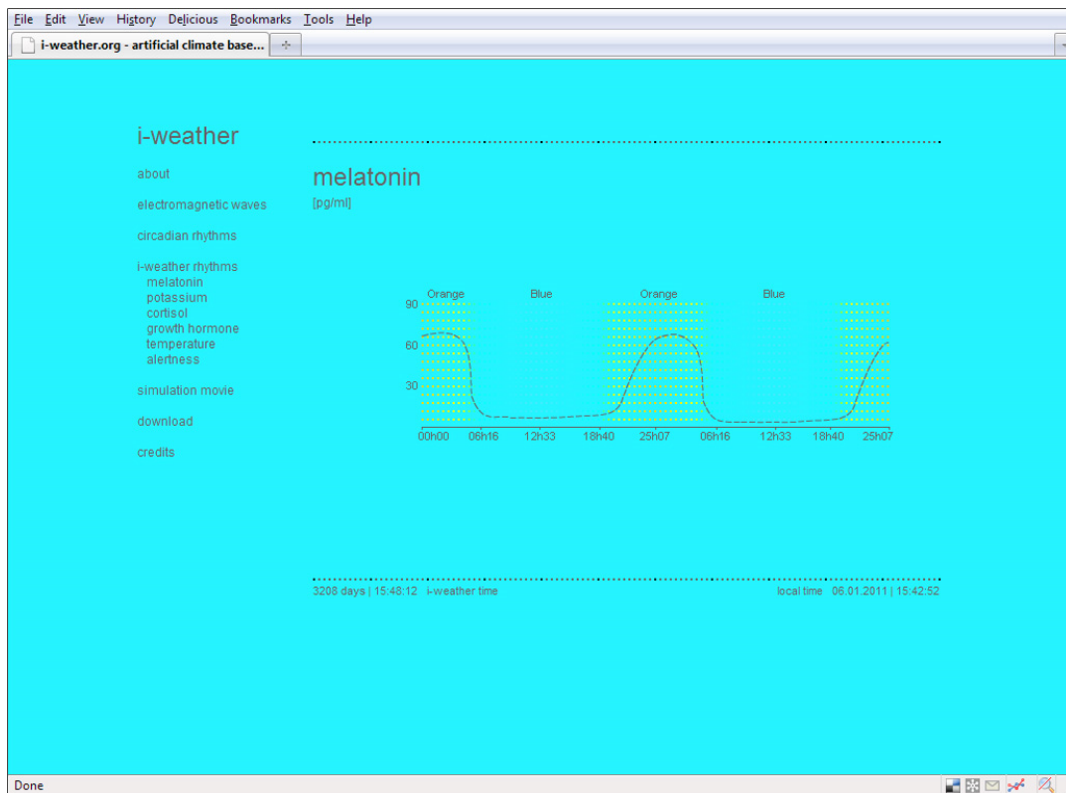 File Edit View History Delicious Bookmarks Tools Help
i-weather.org - artificial climate base...
i-weather
about
electromagnetic waves
circadian rhythms
i-weather rhythms
melatonin
potassium
cortisol
growth hormone
temperature
alertness
simulation movie
download
credits
melatonin
[pg/ml]
Orange Blue Orange Blue
90
60
30
00h00 06h16 12h33 18h40 25h07 06h16 12h33 18h40 25h07
3208 days | 15:48:12 i-weather time local time 06.01.2011 | 15:42:52
Done